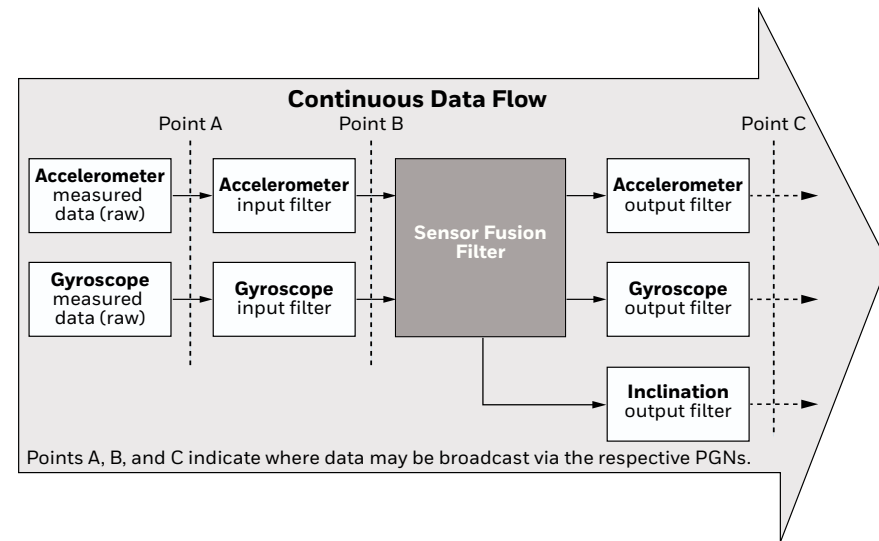 Continuous Data Flow
Point A
Point B
Point C
Accelerometer
measured
data (raw)
Accelerometer
input filter
Sensor Fusion
Filter
Accelerometer
output filter
Gyroscope
measured
data (raw)
Gyroscope
input filter
Gyroscope
output filter
Inclination
output filter
Points A, B, and C indicate where data may be broadcast via the respective PGNs.